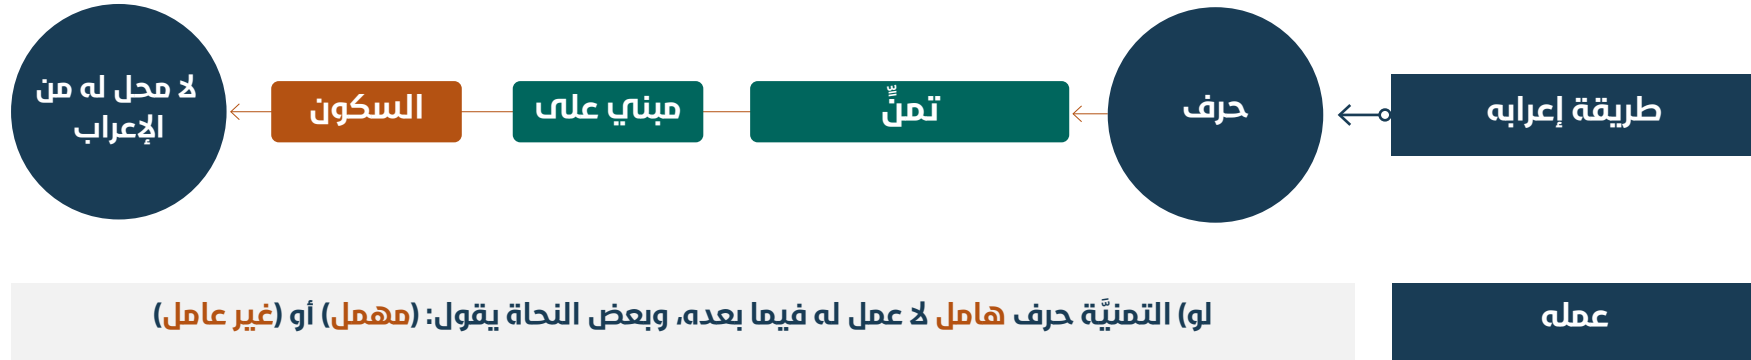 طريقة إعرابه
حرف
تمنٍّ
مبني على
السكون
لا محل له من
الإعراب
عمله
لو) التمنيَّة حرف هامل لا عمل له فيما بعده، وبعض النحاة يقول: (مهمل) أو (غير عامل)